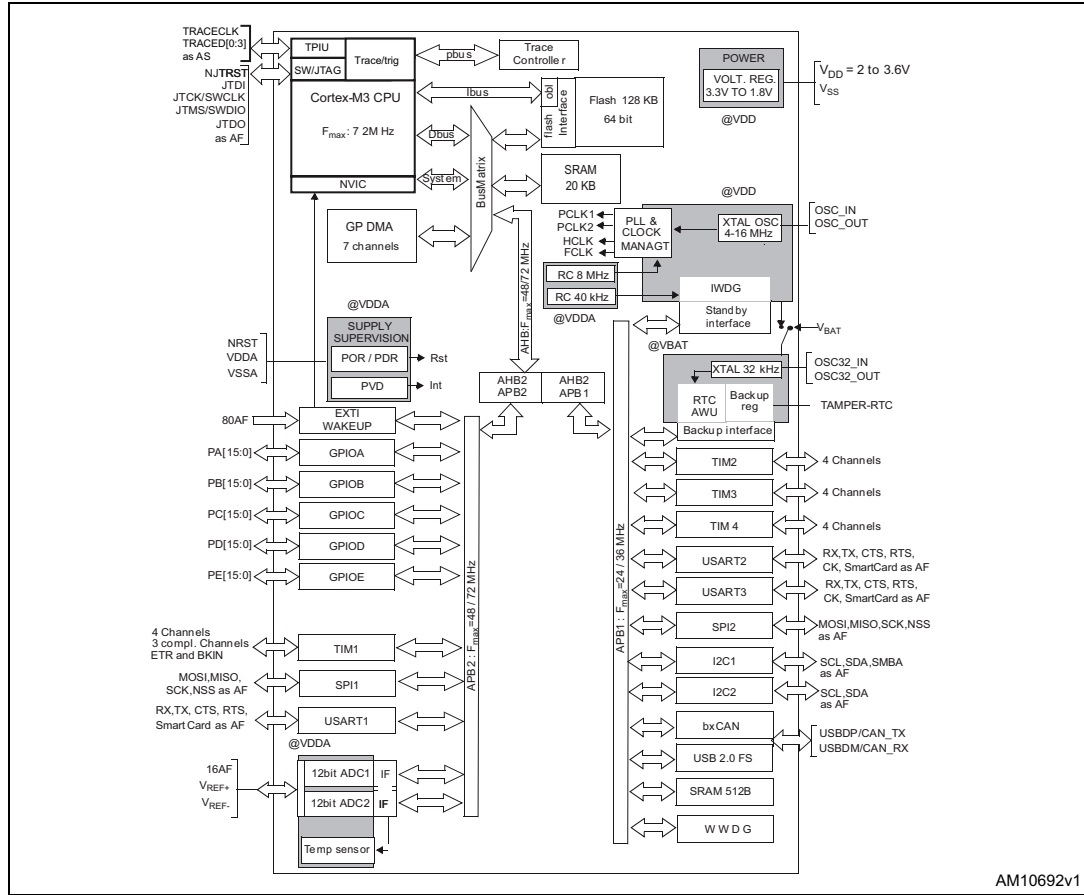 TRACECLK
TRACED[0:3]
as AS
NJTRST
JTDI
JTCK/SWCLK
JTMS/SWDIO
JTDO
as AF
TPIU
SW/JTAG
Trace/trig
Cortex-M3 CPU
Fmax: 7 2M Hz
NVIC
pbus
Trace
Controller
Ibus
Dbus
System
BusMatrix
obl
flash
Interface
Flash 128 KB
64 bit
SRAM
20 KB
GP DMA
7 channels
POWER
VOLT. REG.
3.3V TO 1.8V
@VDD
VDD = 2 to 3.6V
VSS
@VDD
PCLK1
PCLK2
HCLK
FCLK
PLL &
CLOCK
MANAGT
XTAL OSC
4-16 MHz
OSC_IN
OSC_OUT
RC 8 MHz
RC 40 kHz
@VDDA
IWDG
Standby
interface
@VBAT
VBAT
XTAL 32 kHz
OSC32_IN
OSC32_OUT
RTC
AWU
Backup
reg
TAMPER-RTC
Backup interface
AHB:Fmax=48/72 MHz
@VDDA
SUPPLY
SUPERVISION
NRST
VDDA
VSSA
POR / PDR
Rst
PVD
Int
AHB2
APB2
AHB2
APB1
80AF
EXTI
WAKEUP
PA[15:0]
GPIOA
PB[15:0]
GPIOB
PC[15:0]
GPIOC
PD[15:0]
GPIOD
PE[15:0]
GPIOE
4 Channels
3 compl. Channels
ETR and BKIN
TIM1
MOSI,MISO,
SCK,NSS as AF
SPI1
RX,TX, CTS, RTS,
SmartCard as AF
USART1
@VDDA
16AF
VREF+
VREF-
12bit ADC1
IF
12bit ADC2
IF
Temp sensor
APB2 : Fmax=48 / 72 MHz
APB1 : Fmax=24 / 36 MHz
TIM2
4 Channels
TIM3
4 Channels
TIM 4
4 Channels
USART2
RX,TX, CTS, RTS,
CK, SmartCard as AF
USART3
RX,TX, CTS, RTS,
CK, SmartCard as AF
SPI2
MOSI,MISO,SCK,NSS
as AF
I2C1
SCL,SDA,SMBA
as AF
I2C2
SCL,SDA
as AF
bxCAN
USBDP/CAN_TX
USBDM/CAN_RX
USB 2.0 FS
SRAM 512B
W W D G
AM10692v1